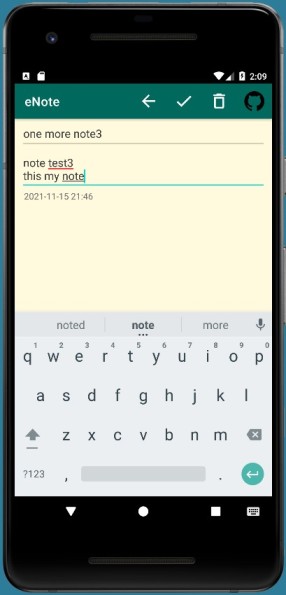 2:09
eNote
one more note3
note test3
this my note
2021-11-15 21:46
noted note more
1 2 3 4 5 6 7 8 9 0
q w e r t y u i o p
a s d f g h j k l
z x c v b n m
?123 , .